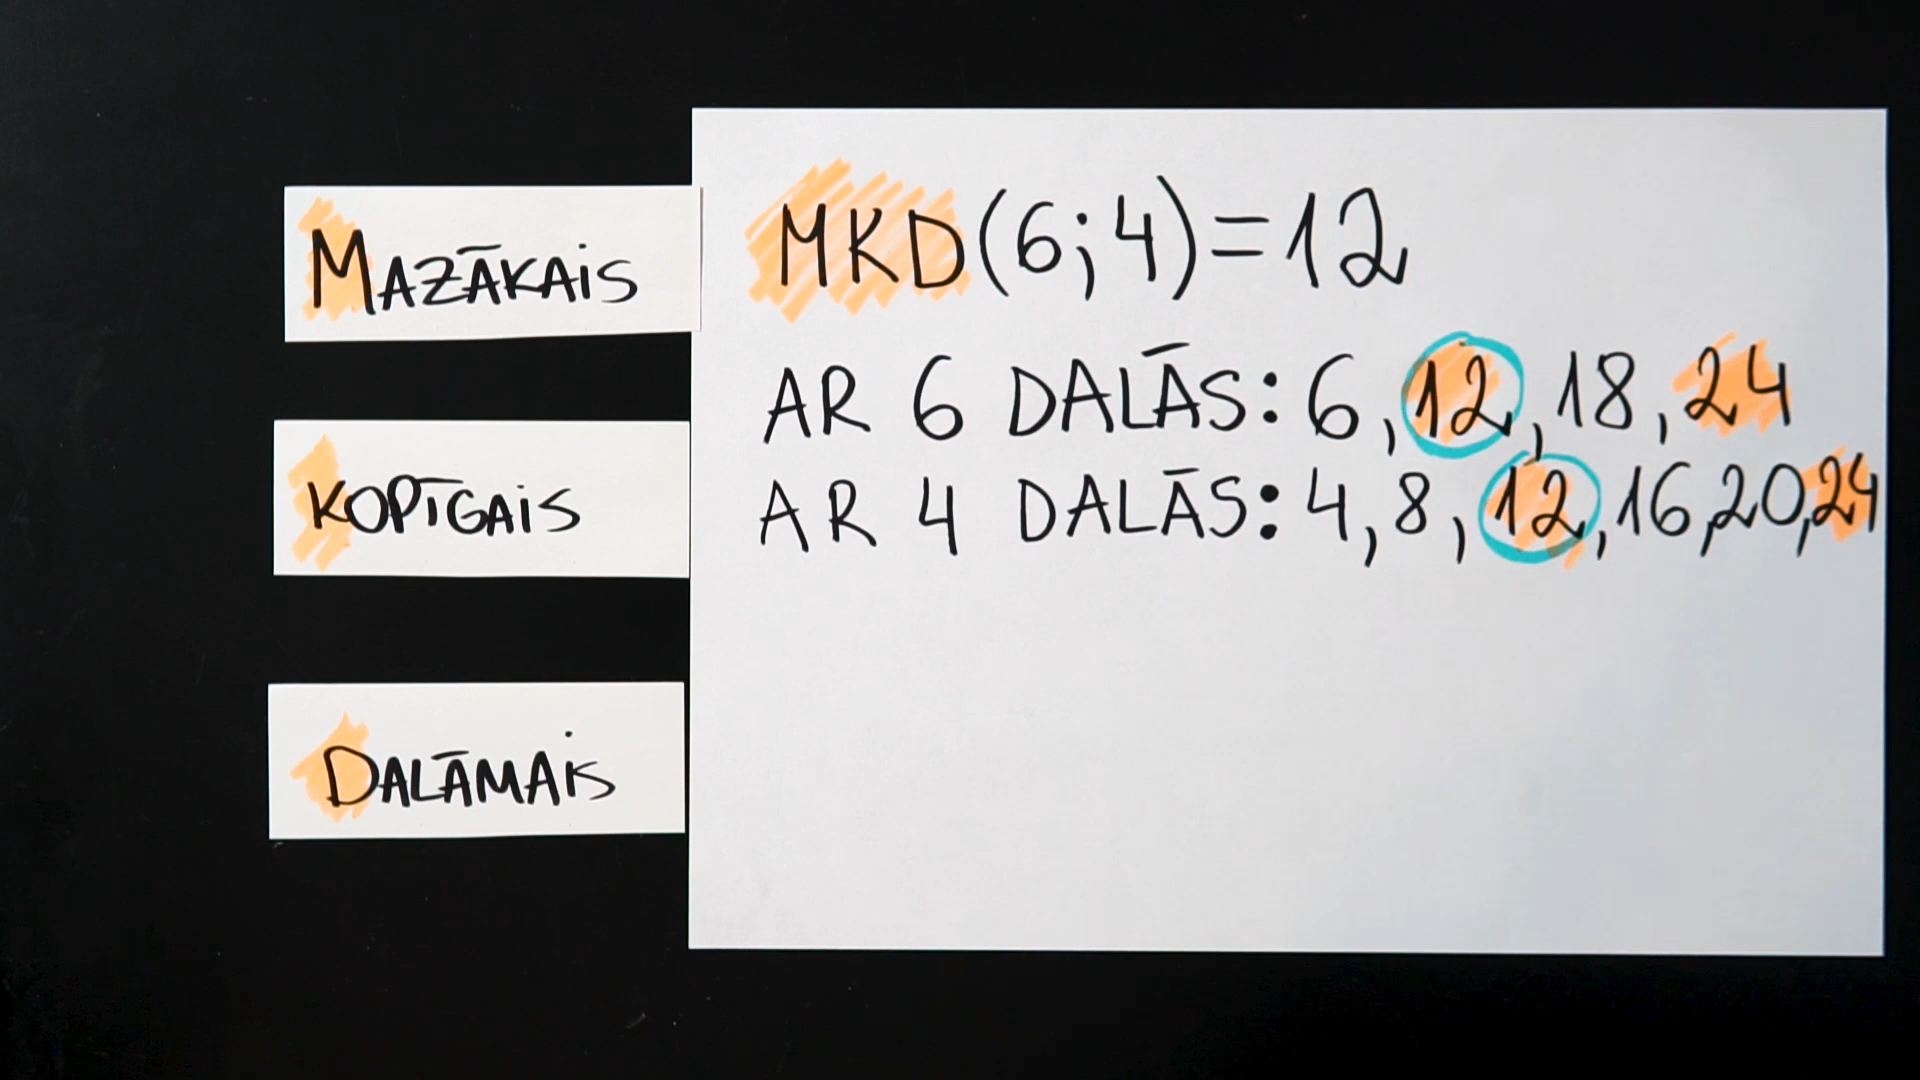 MAZĀKAIS
KOPĪGAIS
DALĀMAIS
MKD(6;4)=12
AR 6 DALĀS: 6, 12, 18, 24
AR 4 DALĀS: 4, 8, 12, 16, 20, 24